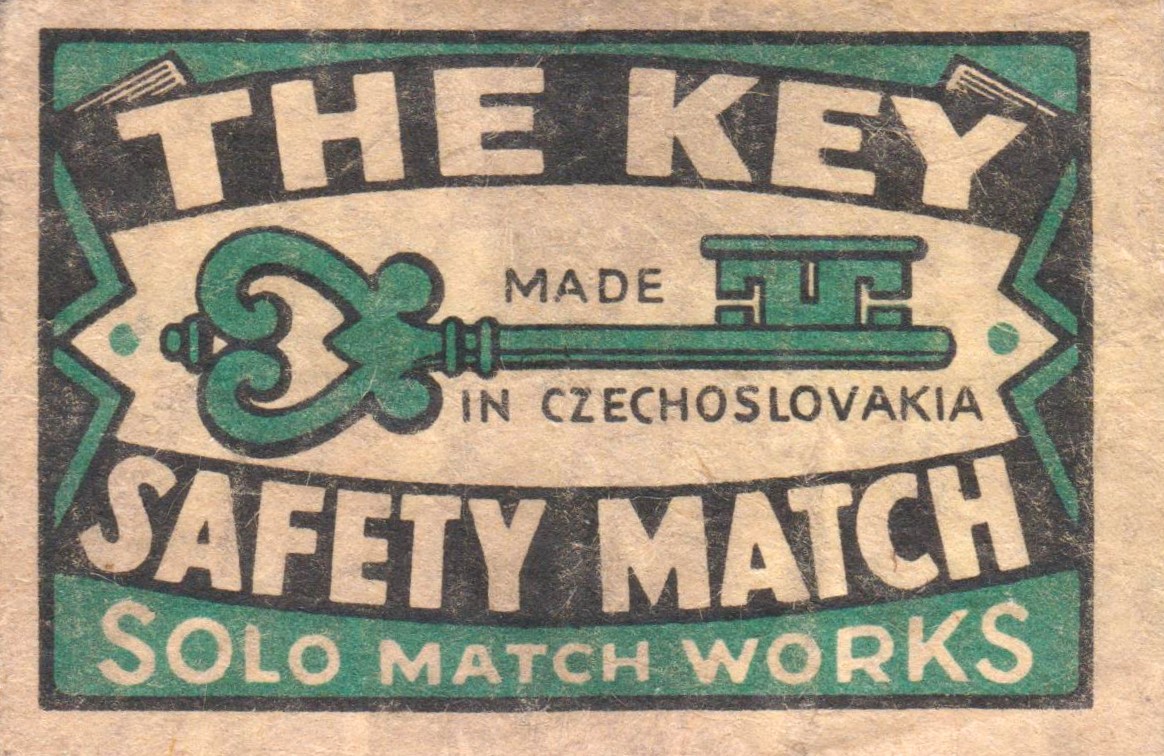 THE KEY
MADE
IN CZECHOSLOVAKIA
SAFETY MATCH
SOLO MATCH WORKS